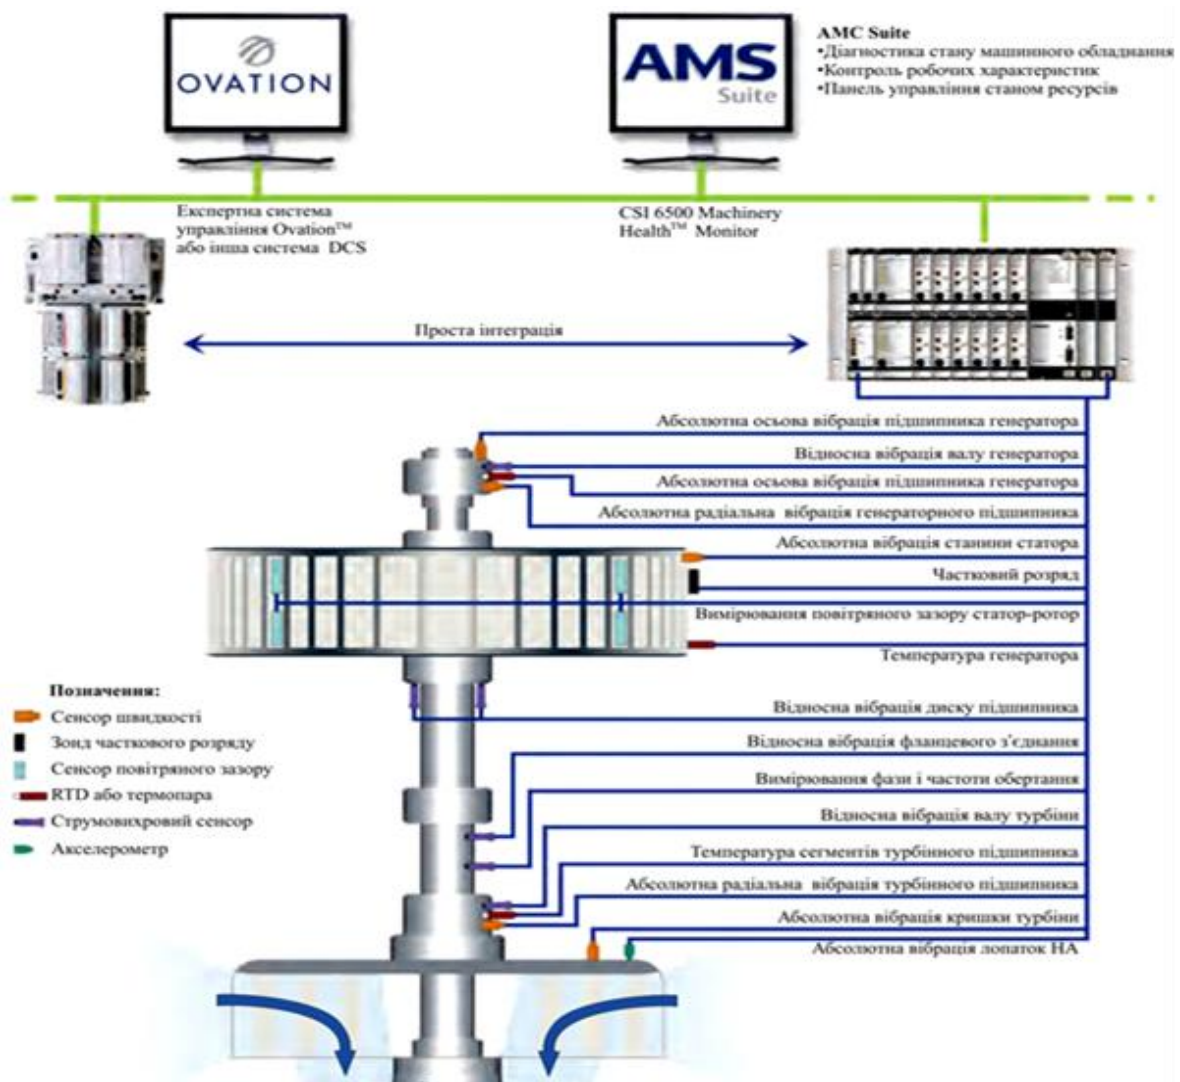 OVATION
AMS
Suite
AMC Suite
•Діагностика стану машинного обладнання
•Контроль робочих характеристик
•Панель управління станом ресурсів
Експертна система
управління Ovation™
або інша система DCS
CSI 6500 Machinery
Health™ Monitor
Проста інтеграція
Абсолютна осьова вібрація підшипника генератора
Відносна вібрація валу генератора
Абсолютна осьова вібрація підшипника генератора
Абсолютна радіальна вібрація генераторного підшипника
Абсолютна вібрація станини статора
Частковий розряд
Вимірювання повітряного зазору статор-ротор
Температура генератора
Відносна вібрація диску підшипника
Відносна вібрація фланцевого з'єднання
Вимірювання фази і частоти обертання
Відносна вібрація валу турбіни
Температура сегментів турбінного підшипника
Абсолютна радіальна вібрація турбінного підшипника
Абсолютна вібрація кришки турбіни
Абсолютна вібрація лопаток НА
Позначення:
Сенсор швидкості
Зонд часткового розряду
Сенсор повітряного зазору
RTD або термопара
Струмовихровий сенсор
Акселерометр